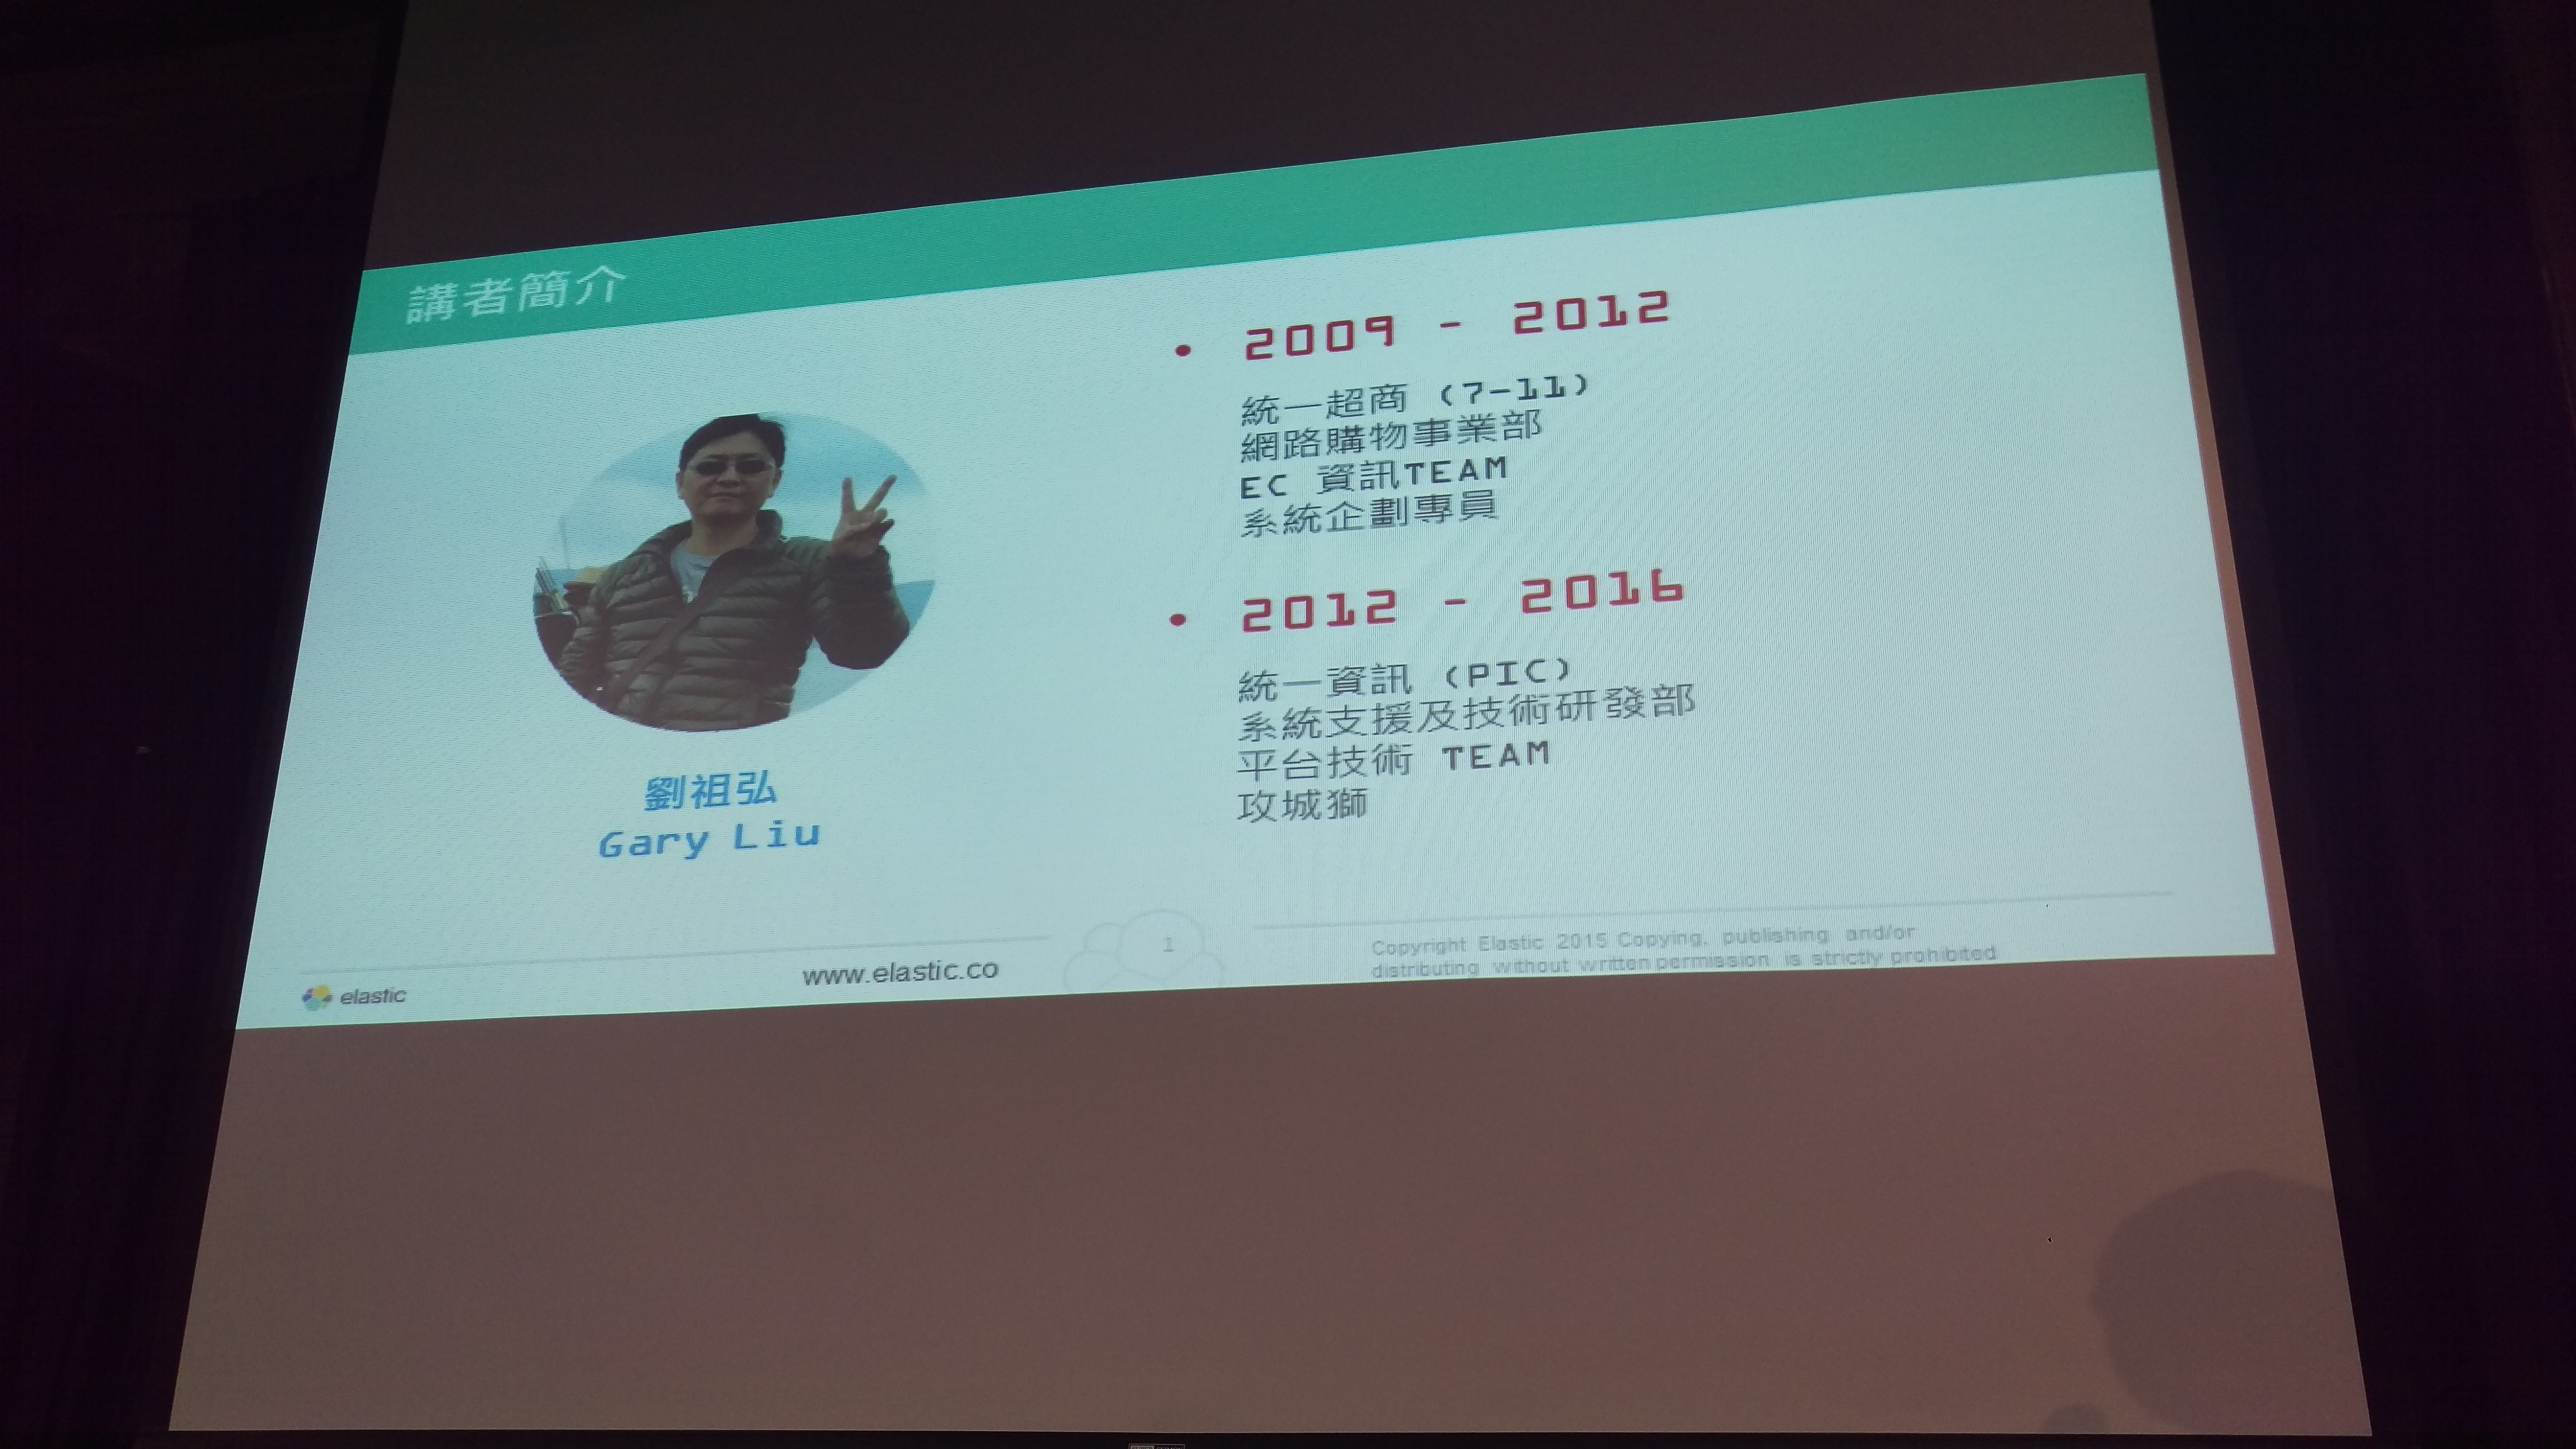 講者簡介
劉祖弘
Gary Liu
• 2009 - 2012
統一超商 (7-11)
網路購物事業部
EC 資訊TEAM
系統企劃專員
• 2012 - 2016
統一資訊 (PIC)
系統支援及技術研發部
平台技術 TEAM
攻城獅
elastic
www.elastic.co
1
Copyright Elastic 2015 Copying, publishing and/or
distributing without written permission is strictly prohibited